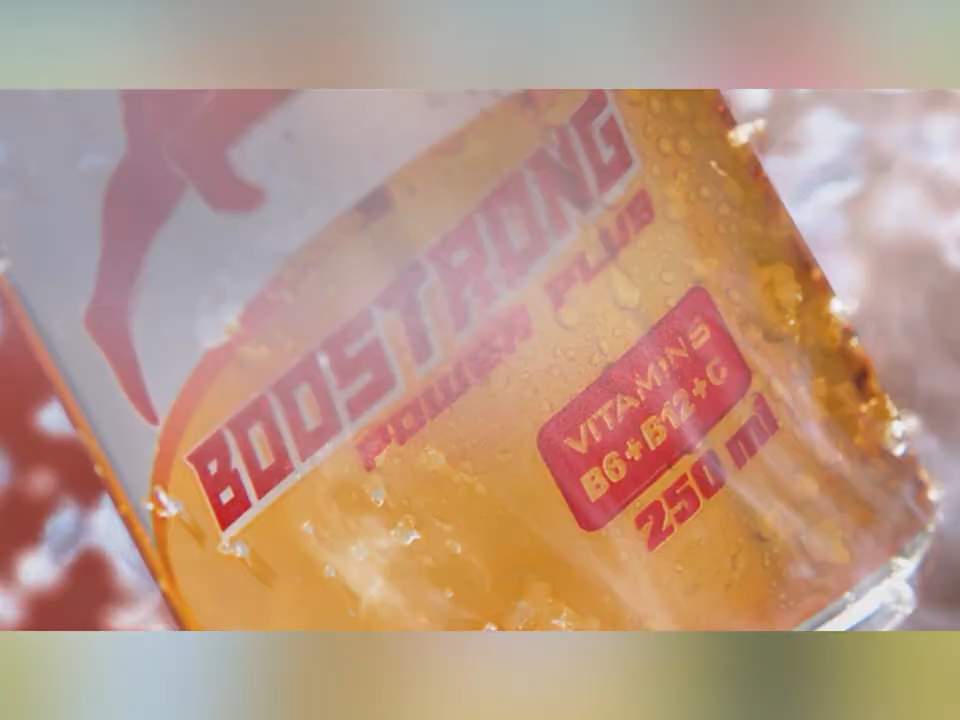 BOOSTRONG
POWER PLUS
VITAMINS
B6+B12+C
250 ml